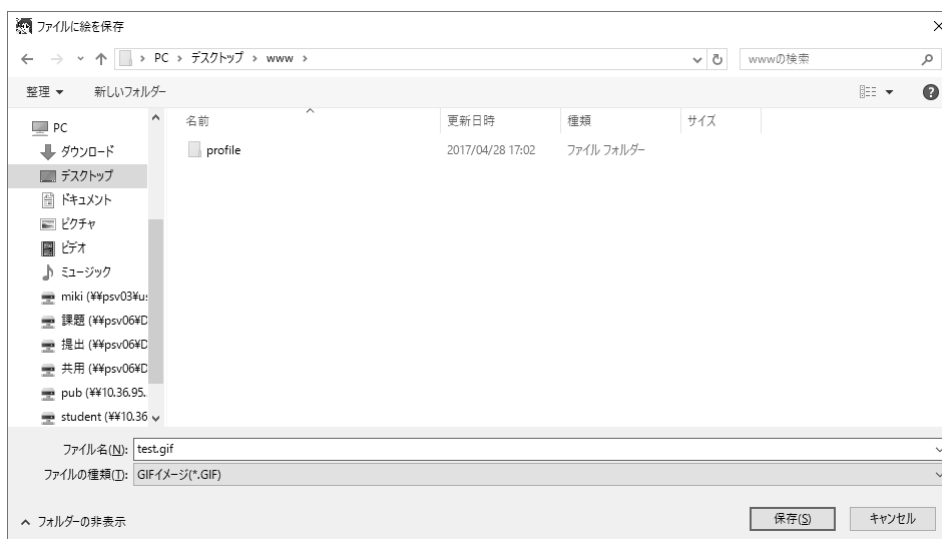 ファイルに絵を保存
PC › デスクトップ › www ›
wwwの検索
整理 新しいフォルダー
名前 更新日時 種類 サイズ
profile 2017/04/28 17:02 ファイル フォルダー
PC
ダウンロード
デスクトップ
ドキュメント
ピクチャ
ビデオ
ミュージック
miki (¥¥psv03¥u
課題 (¥¥psv06¥D
提出 (¥¥psv06¥D
共用 (¥¥psv06¥D
pub (¥¥10.36.95.
student (¥¥10.36
ファイル名(N): test.gif
ファイルの種類(T): GIFイメージ(*.GIF)
フォルダーの非表示
保存(S) キャンセル